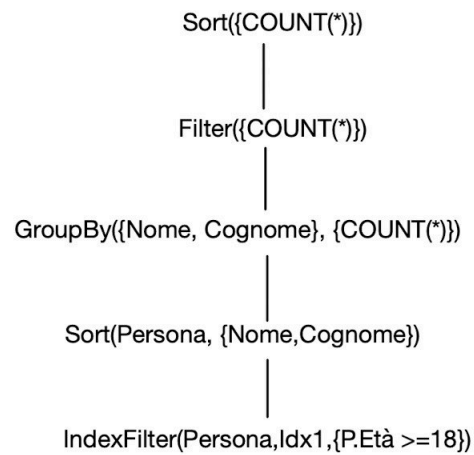 Sort({COUNT(*)})
Filter({COUNT(*)})
GroupBy({Nome, Cognome}, {COUNT(*)})
Sort(Persona, {Nome,Cognome})
IndexFilter(Persona,Idx1,{P.Età >=18})